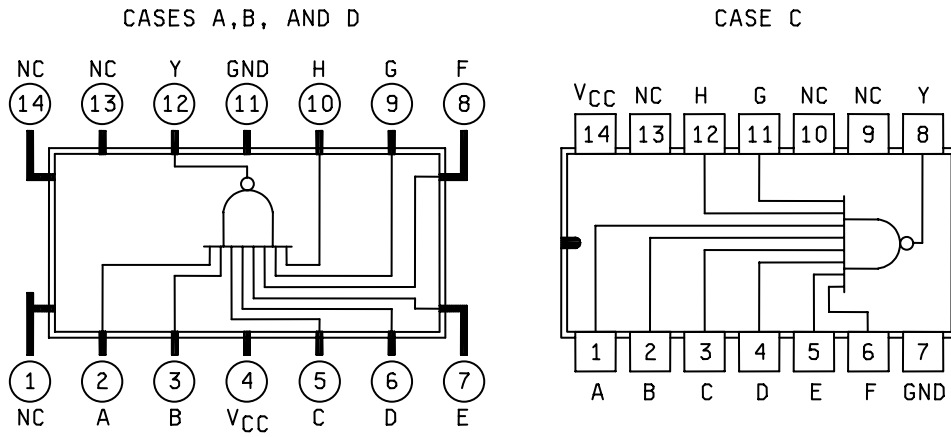 CASES A,B, AND D
NC NC Y GND H G F
14 13 12 11 10 9 8
1 2 3 4 5 6 7
NC A B VCC C D E
CASE C
VCC NC H G NC NC Y
14 13 12 11 10 9 8
1 2 3 4 5 6 7
A B C D E F GND